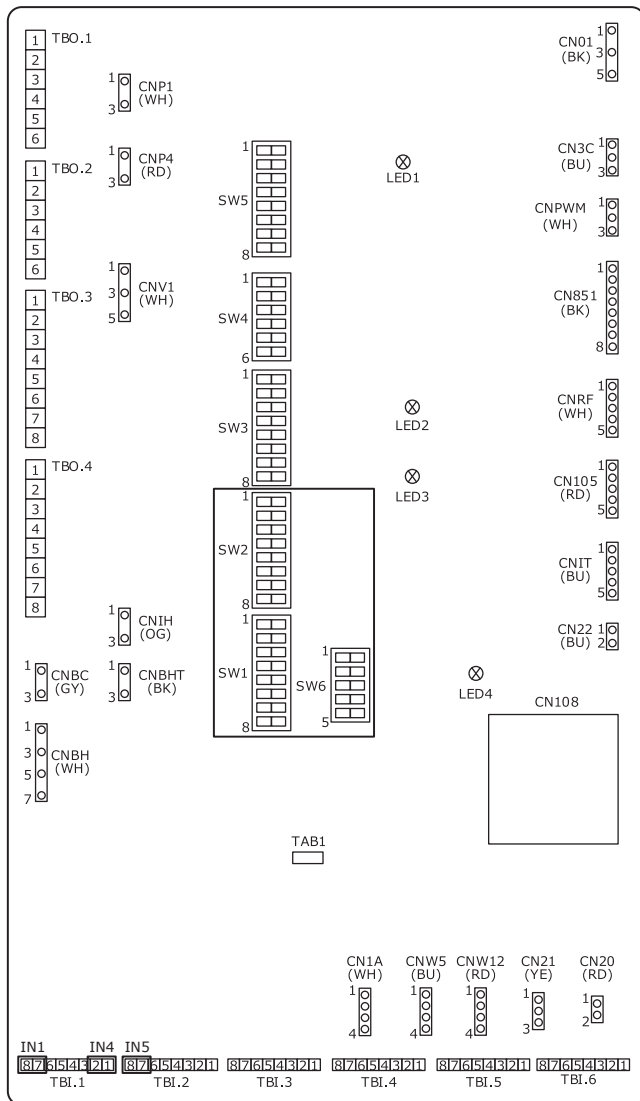 1 TBO.1
2
3
4
5
6
1 CNP1
(WH)
3
1 CN01
3 (BK)
5
1 TBO.2
2
3
4
5
6
1 CNP4
(RD)
3
1
SW5
8
LED1
1 CN3C
(BU)
3
CNPWM 1
(WH) 3
1 TBO.3
2
3
4
5
6
7
8
1 CNV1
3 (WH)
5
1
SW4
6
1
CN851
(BK)
8
1
SW3
8
LED2
CNRF 1
(WH)
5
1 TBO.4
2
3
4
5
6
7
8
LED3
1
CN105
(RD)
5
1
SW2
8
CNIT 1
(BU)
5
1 CNIH
3 (OG)
1
SW1
8
1
SW6
5
CN22 1
(BU) 2
1 CNBC
3 (GY)
1 CNBHT
3 (BK)
LED4
CN108
1
3 CNBH
5 (WH)
7
TAB1
CN1A
(WH)
1
4
CNW5
(BU)
1
4
CNW12
(RD)
1
4
CN21
(YE)
1
3
CN20
(RD)
1
2
IN1 IN4 IN5
8 7 6 5 4 3 2 1
TBI.1
8 7 6 5 4 3 2 1
TBI.2
8 7 6 5 4 3 2 1
TBI.3
8 7 6 5 4 3 2 1
TBI.4
8 7 6 5 4 3 2 1
TBI.5
8 7 6 5 4 3 2 1
TBI.6